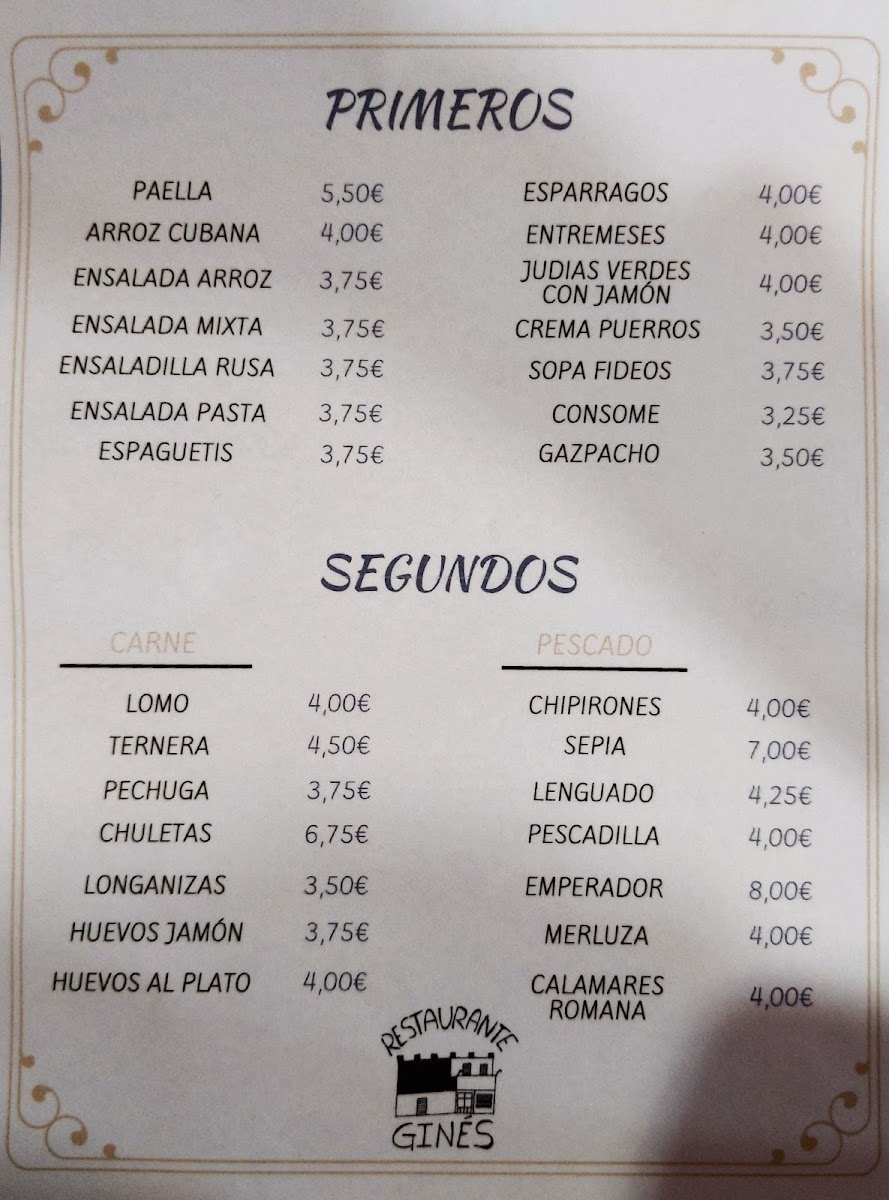 PRIMEROS
PAELLA 5,50€
ARROZ CUBANA 4,00€
ENSALADA ARROZ 3,75€
ENSALADA MIXTA 3,75€
ENSALADILLA RUSA 3,75€
ENSALADA PASTA 3,75€
ESPAGUETIS 3,75€
ESPARRAGOS 4,00€
ENTREMESES 4,00€
JUDIAS VERDES
CON JAMÓN 4,00€
CREMA PUERROS 3,50€
SOPA FIDEOS 3,75€
CONSOME 3,25€
GAZPACHO 3,50€
SEGUNDOS
CARNE
LOMO 4,00€
TERNERA 4,50€
PECHUGA 3,75€
CHULETAS 6,75€
LONGANIZAS 3,50€
HUEVOS JAMÓN 3,75€
HUEVOS AL PLATO 4,00€
PESCADO
CHIPIRONES 4,00€
SEPIA 7,00€
LENGUADO 4,25€
PESCADILLA 4,00€
EMPERADOR 8,00€
MERLUZA 4,00€
CALAMARES
ROMANA 4,00€
RESTAURANTE
GINÉS